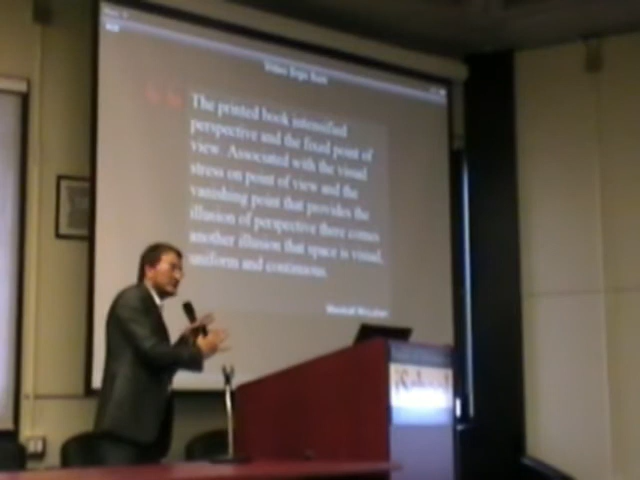 The printed book intensified
perspective and the fixed point of
view. Associated with the visual
stress on point of view and the
vanishing point that provides the
illusion of perspective there comes
another illusion that space is visual,
uniform and continuous.
iSchool